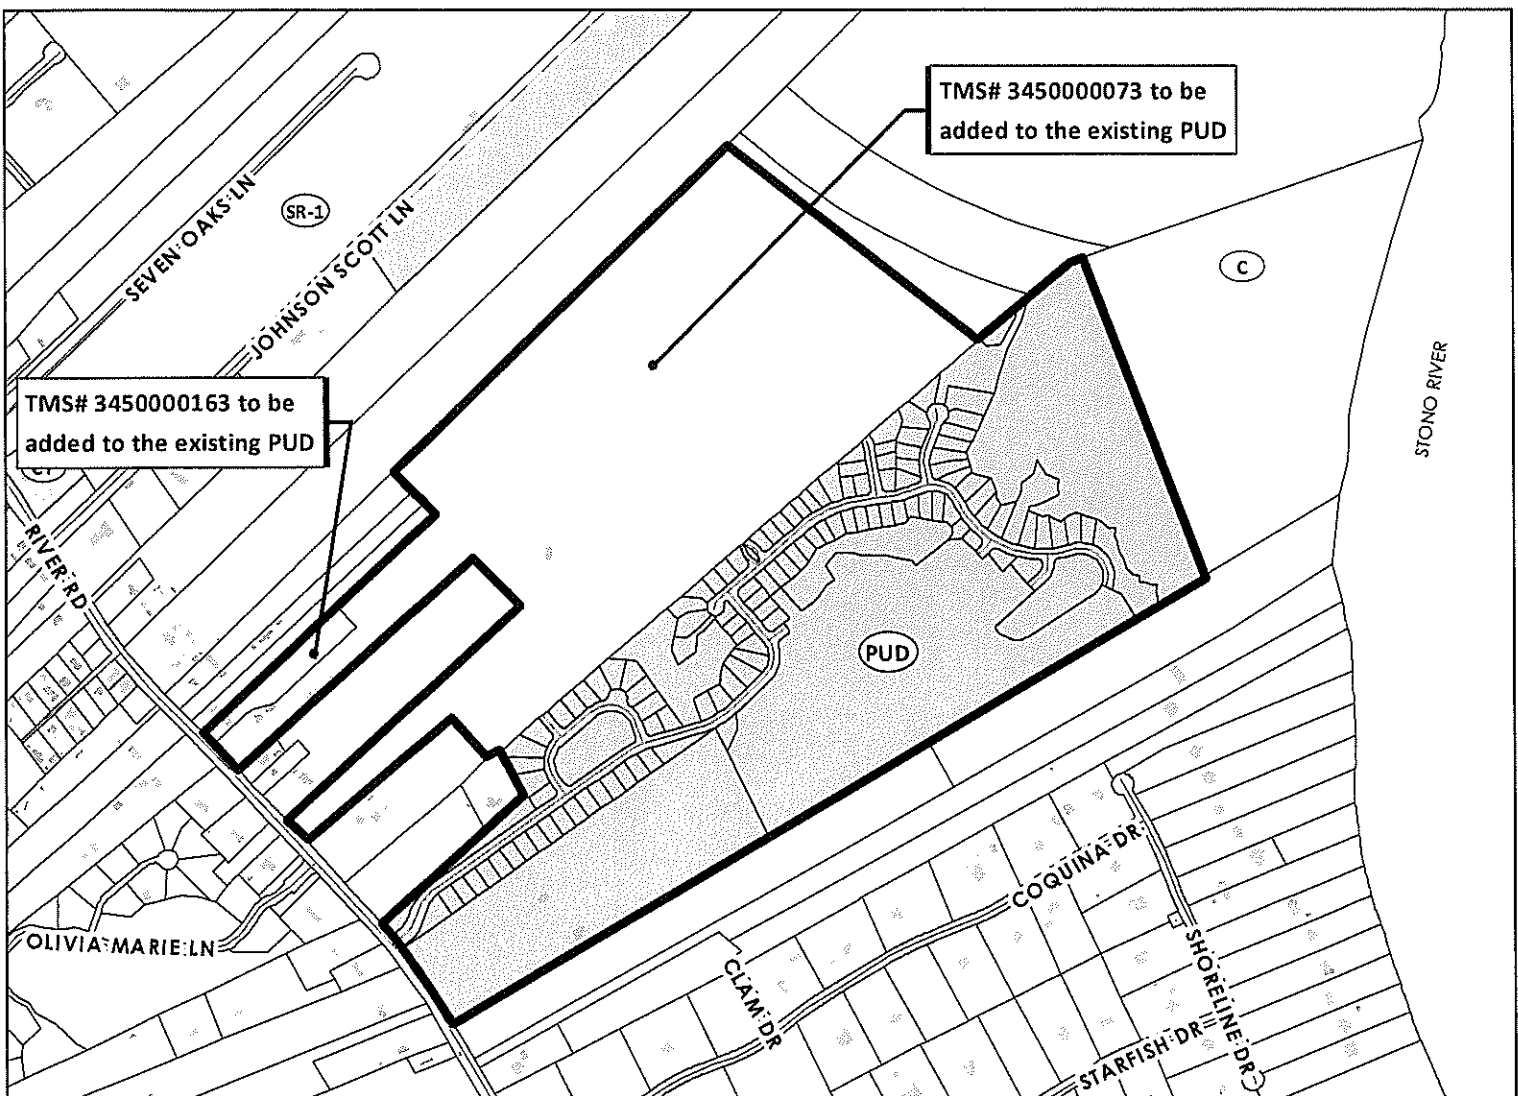 TMS# 3450000073 to be
added to the existing PUD
SEVEN OAKS LN
SR-1
JOHNSON SCOTT LN
C
STONO RIVER
TMS# 3450000163 to be
added to the existing PUD
RIVER RD
PUD
OLIVIA MARIE LN
COQUINA DR
CLAM DR
SHORELINE DR
STARFISH DR